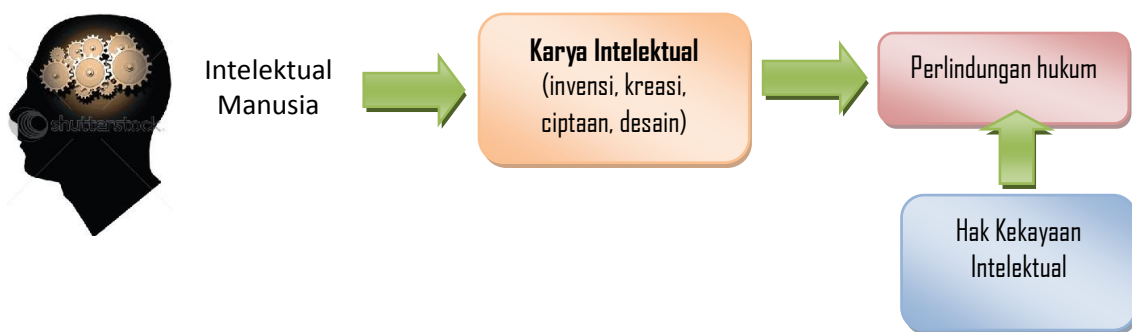 shutterstock
Intelektual
Manusia
Karya Intelektual
(invensi, kreasi,
ciptaan, desain)
Perlindungan hukum
Hak Kekayaan
Intelektual